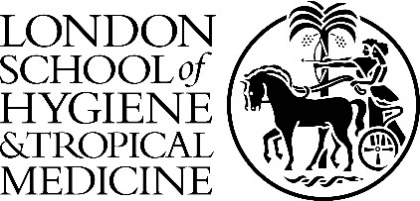 LONDON
SCHOOL of
HYGIENE
& TROPICAL
MEDICINE